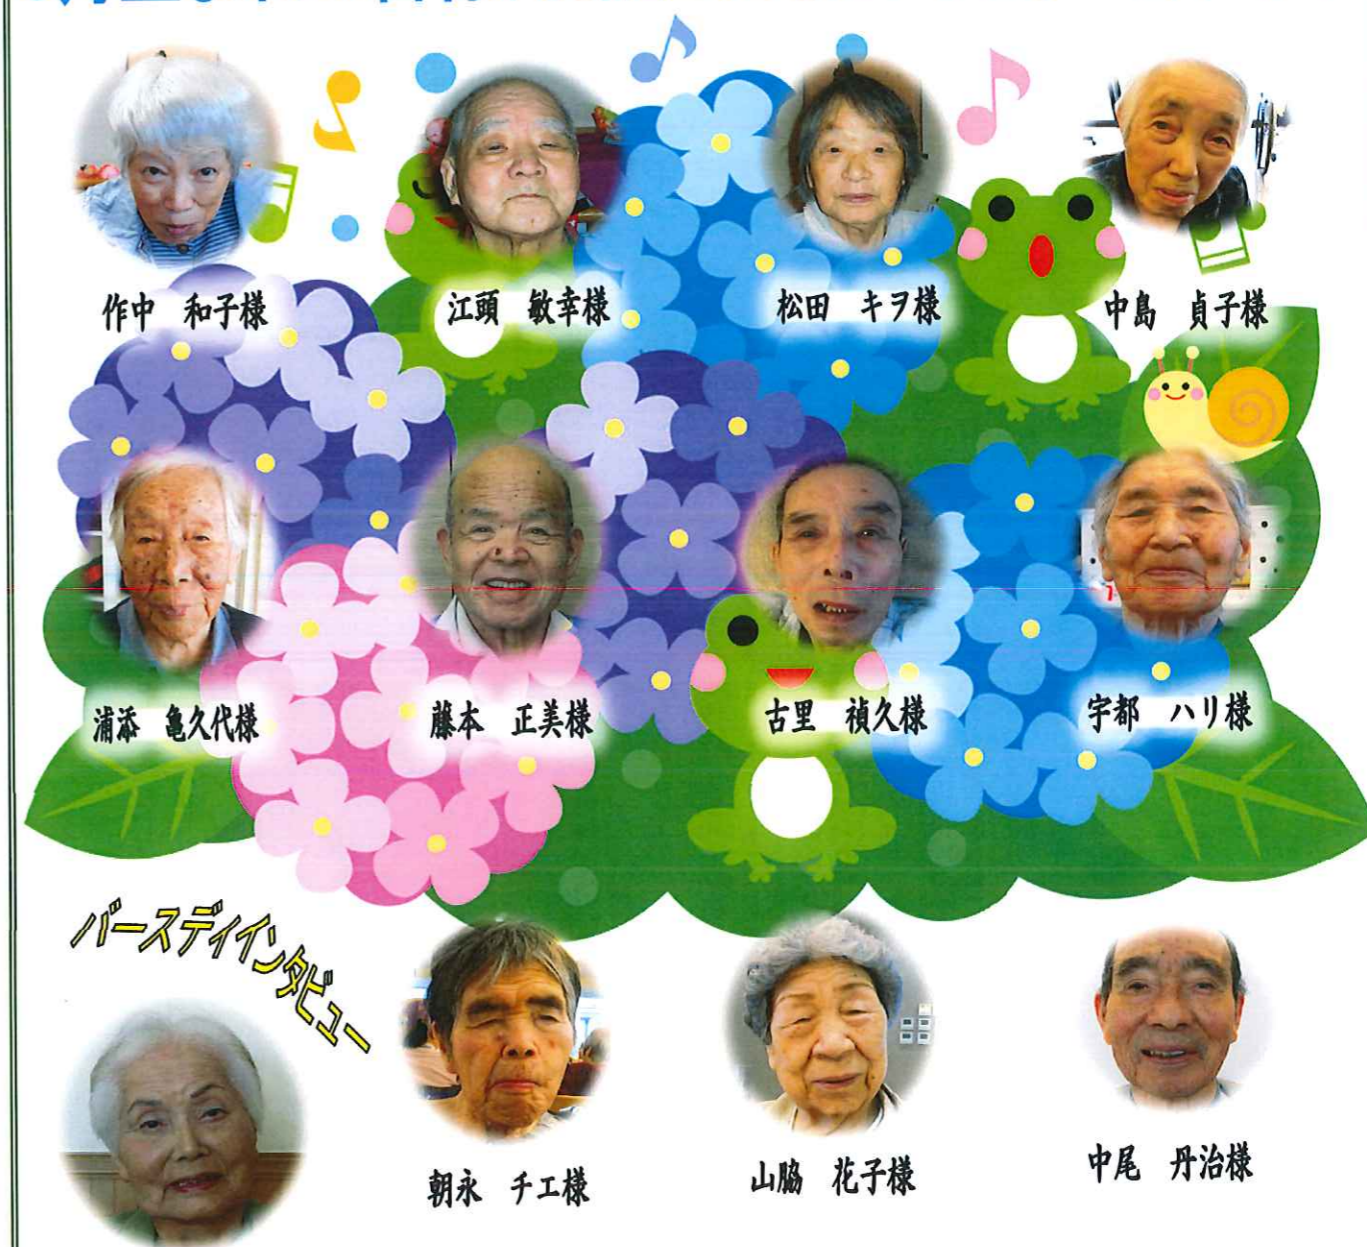 作中 和子様
江頭 敏幸様
松田 キヲ様
中島 貞子様
浦添 亀久代様
藤本 正美様
古里 禎久様
宇都 ハリ様
バースディインタビュー
朝永 チエ様
山脇 花子様
中尾 丹治様